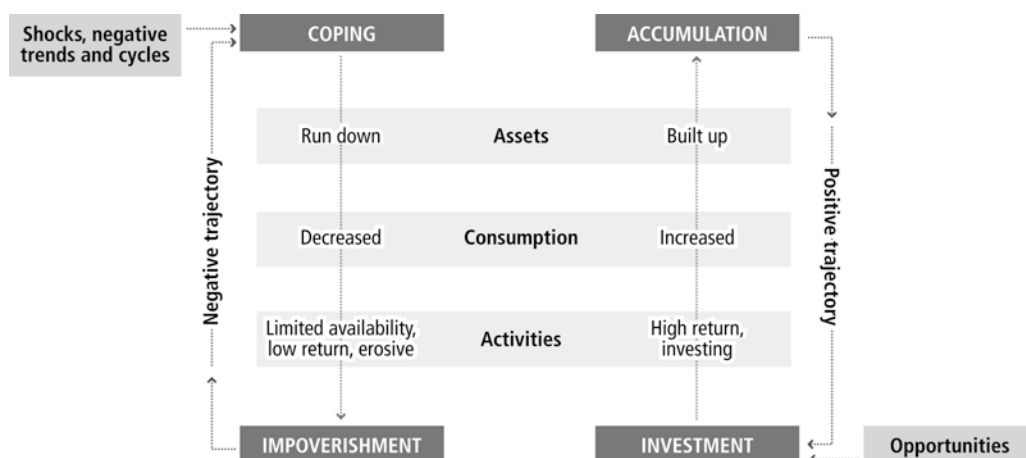 Shocks, negative
trends and cycles
COPING
ACCUMULATION
Run down
Assets
Built up
Negative trajectory
Positive trajectory
Decreased
Consumption
Increased
Limited availability,
low return, erosive
Activities
High return,
investing
IMPOVERISHMENT
INVESTMENT
Opportunities